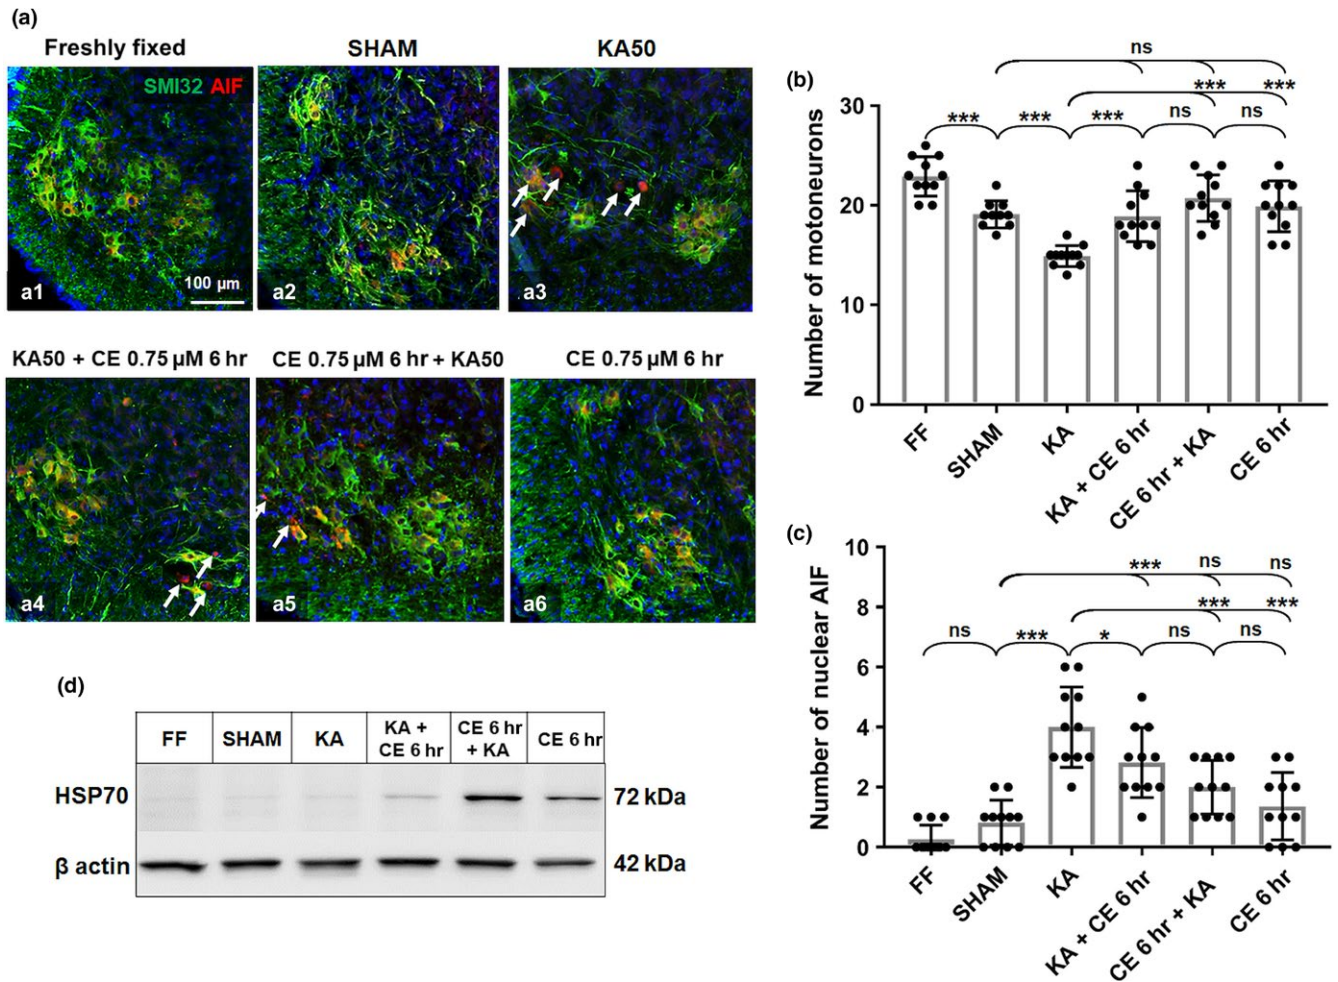 (a)
Freshly fixed
SHAM
KA50
SMI32 AIF
100 µm
a1
a2
a3
KA50 + CE 0.75 µM 6 hr
CE 0.75 µM 6 hr + KA50
CE 0.75 µM 6 hr
a4
a5
a6
(b)
ns
*** ***
*** *** *** ns ns
Number of motoneurons
30
20
10
0
FF
SHAM
KA
KA + CE 6 hr
CE 6 hr + KA
CE 6 hr
(c)
*** ns ns
*** ***
ns *** * ns ns
Number of nuclear AIF
10
8
6
4
2
0
FF
SHAM
KA
KA + CE 6 hr
CE 6 hr + KA
CE 6 hr
(d)
FF
SHAM
KA
KA +
CE 6 hr
CE 6 hr
+ KA
CE 6 hr
HSP70
72 kDa
β actin
42 kDa